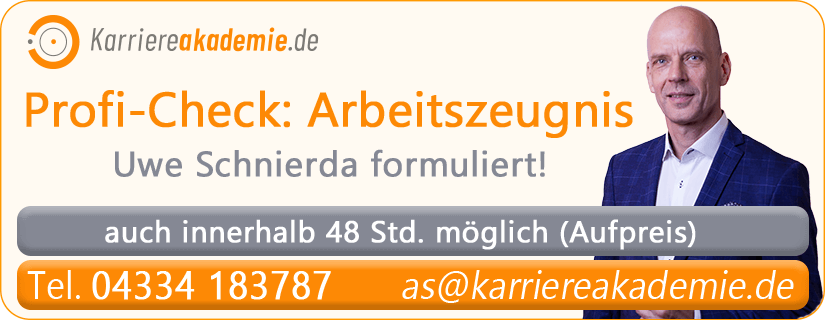 Karriereakademie.de
Profi-Check: Arbeitszeugnis
Uwe Schnierda formuliert!
auch innerhalb 48 Std. möglich (Aufpreis)
Tel. 04334 183787 as@karriereakademie.de